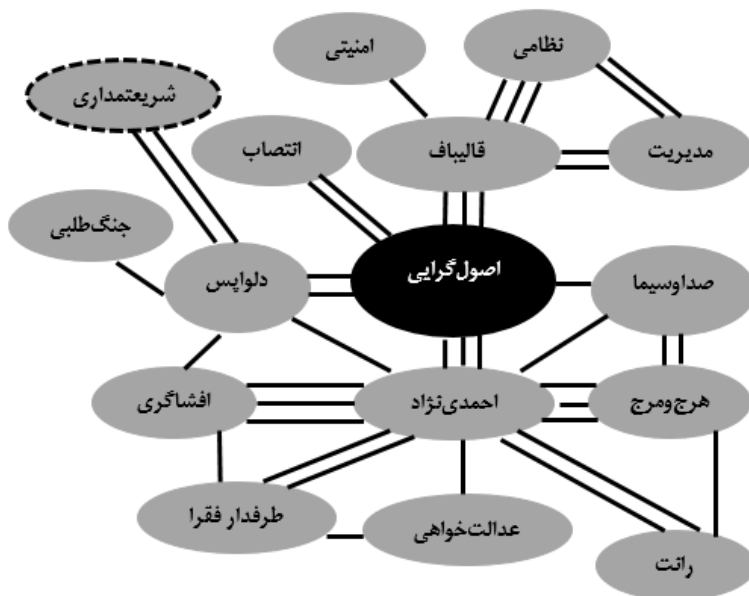 نظامی
امنیتی
شریعتمداری
قالیباف
مدیریت
انتصاب
جنگ‌طلبی
اصول‌گرایی
دلواپس
صداوسیما
افشاگری
احمدی‌نژاد
هرج‌ومرج
طرفدار فقرا
عدالت‌خواهی
رانت